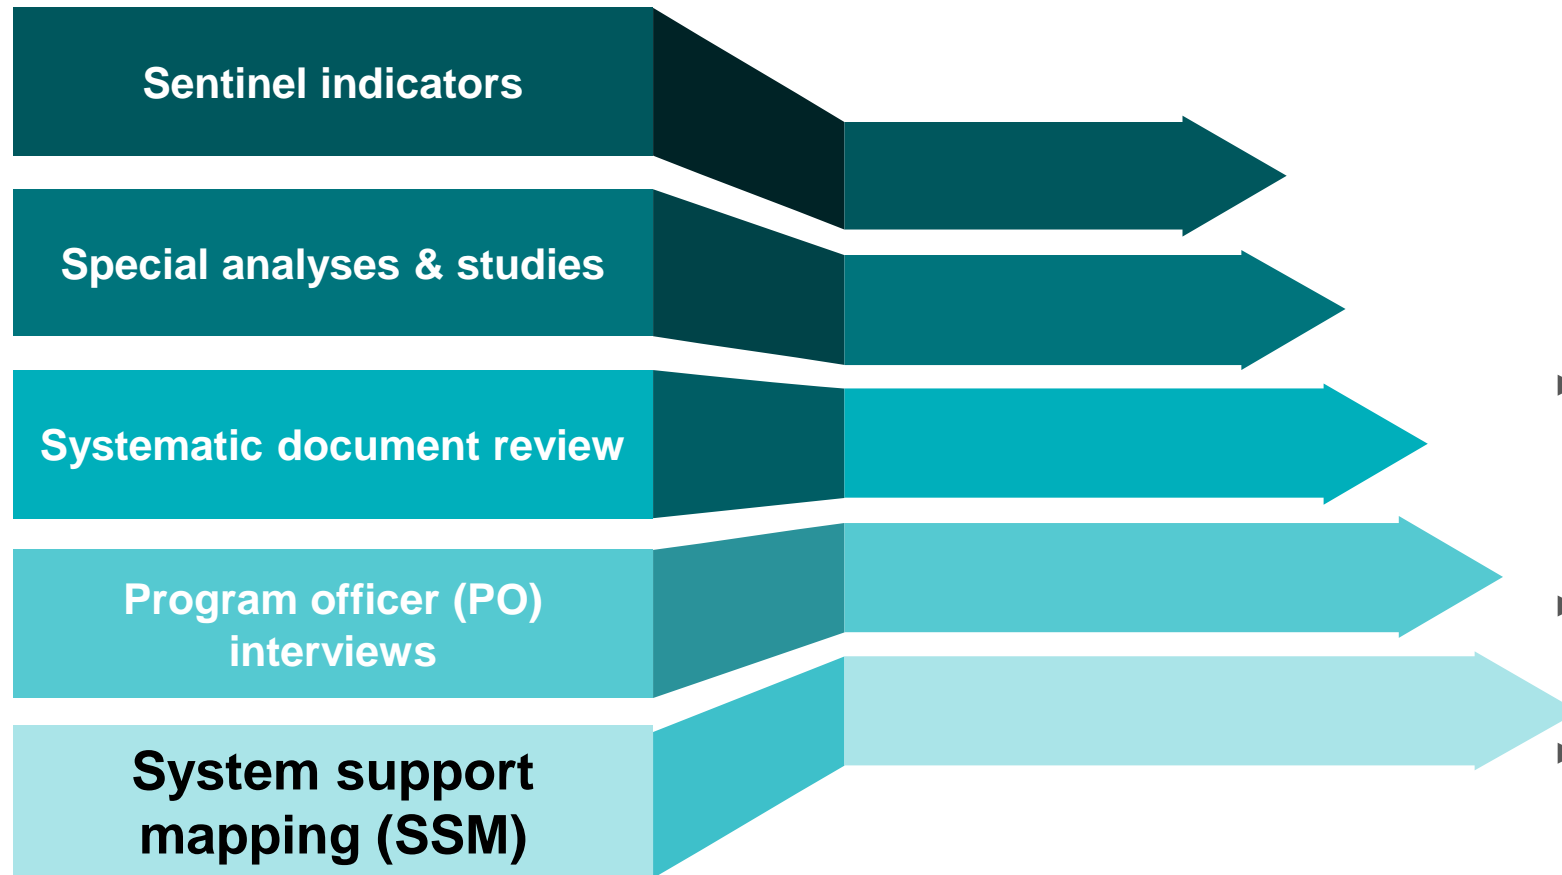 Sentinel indicators
Special analyses & studies
Systematic document review
Program officer (PO)
interviews
System support
mapping (SSM)